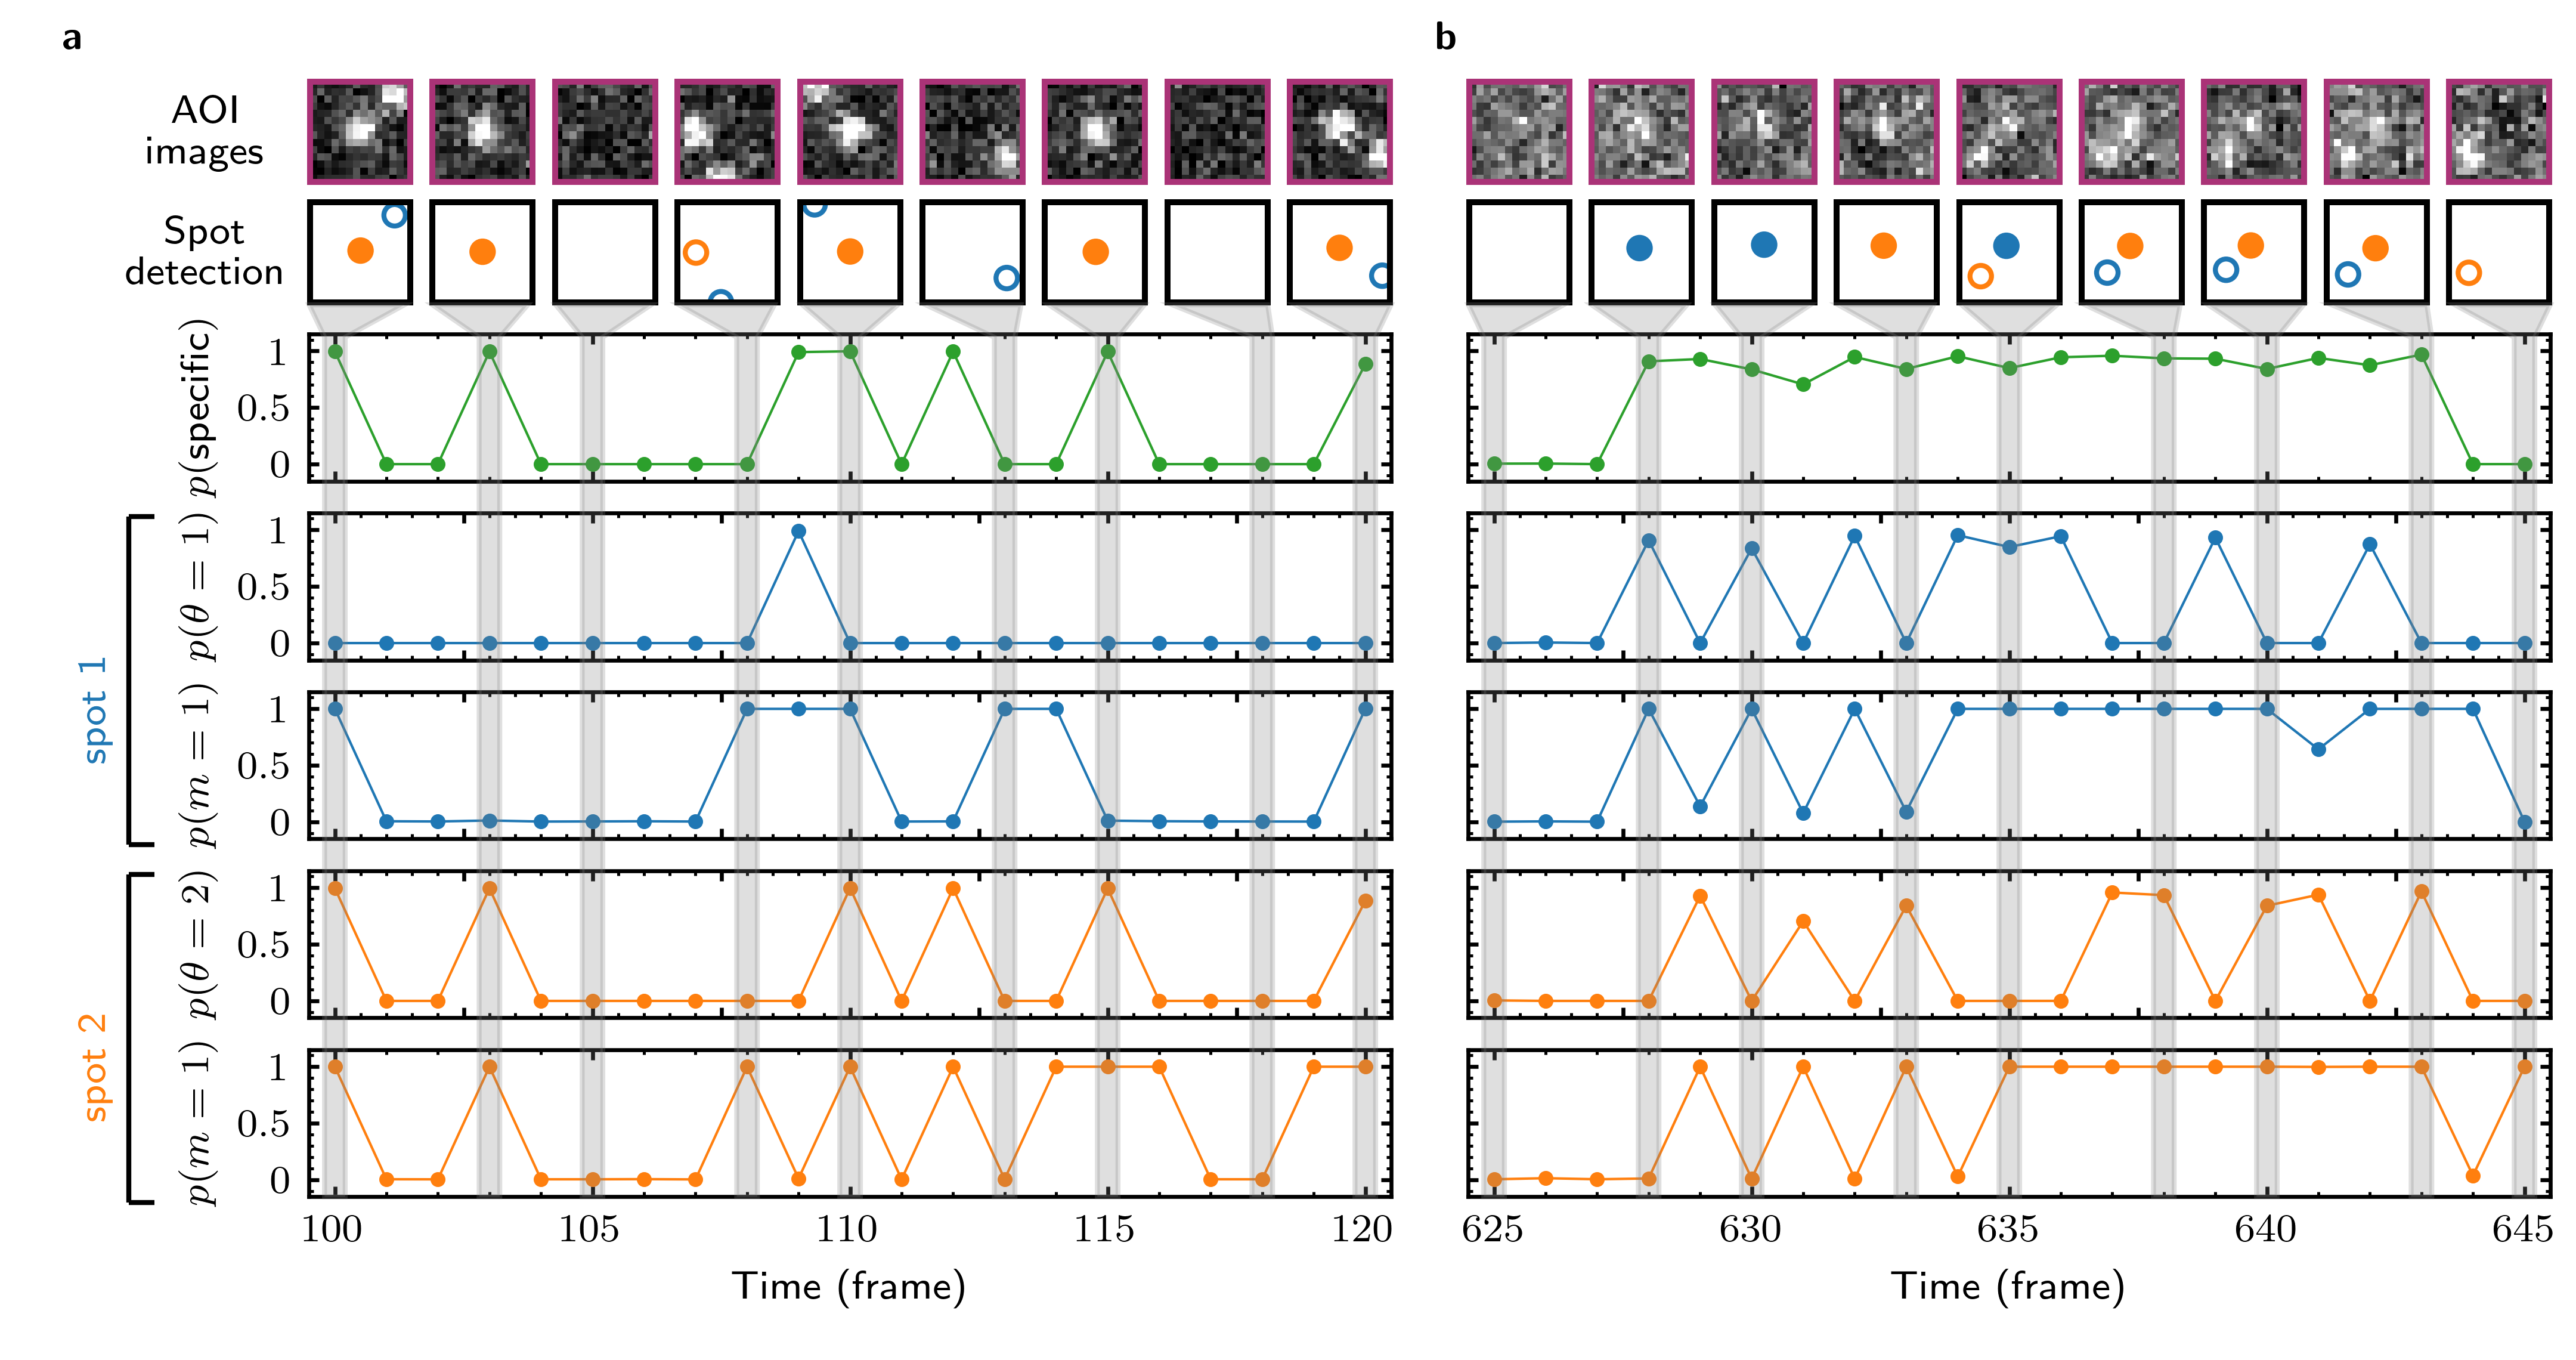 a
b
AOI
images
Spot
detection
p(specific)
1
0.5
0
spot 1
p(θ = 1)
1
0.5
0
p(m = 1)
1
0.5
0
spot 2
p(θ = 2)
1
0.5
0
p(m = 1)
1
0.5
0
100 105 110 115 120
625 630 635 640 645
Time (frame)
Time (frame)